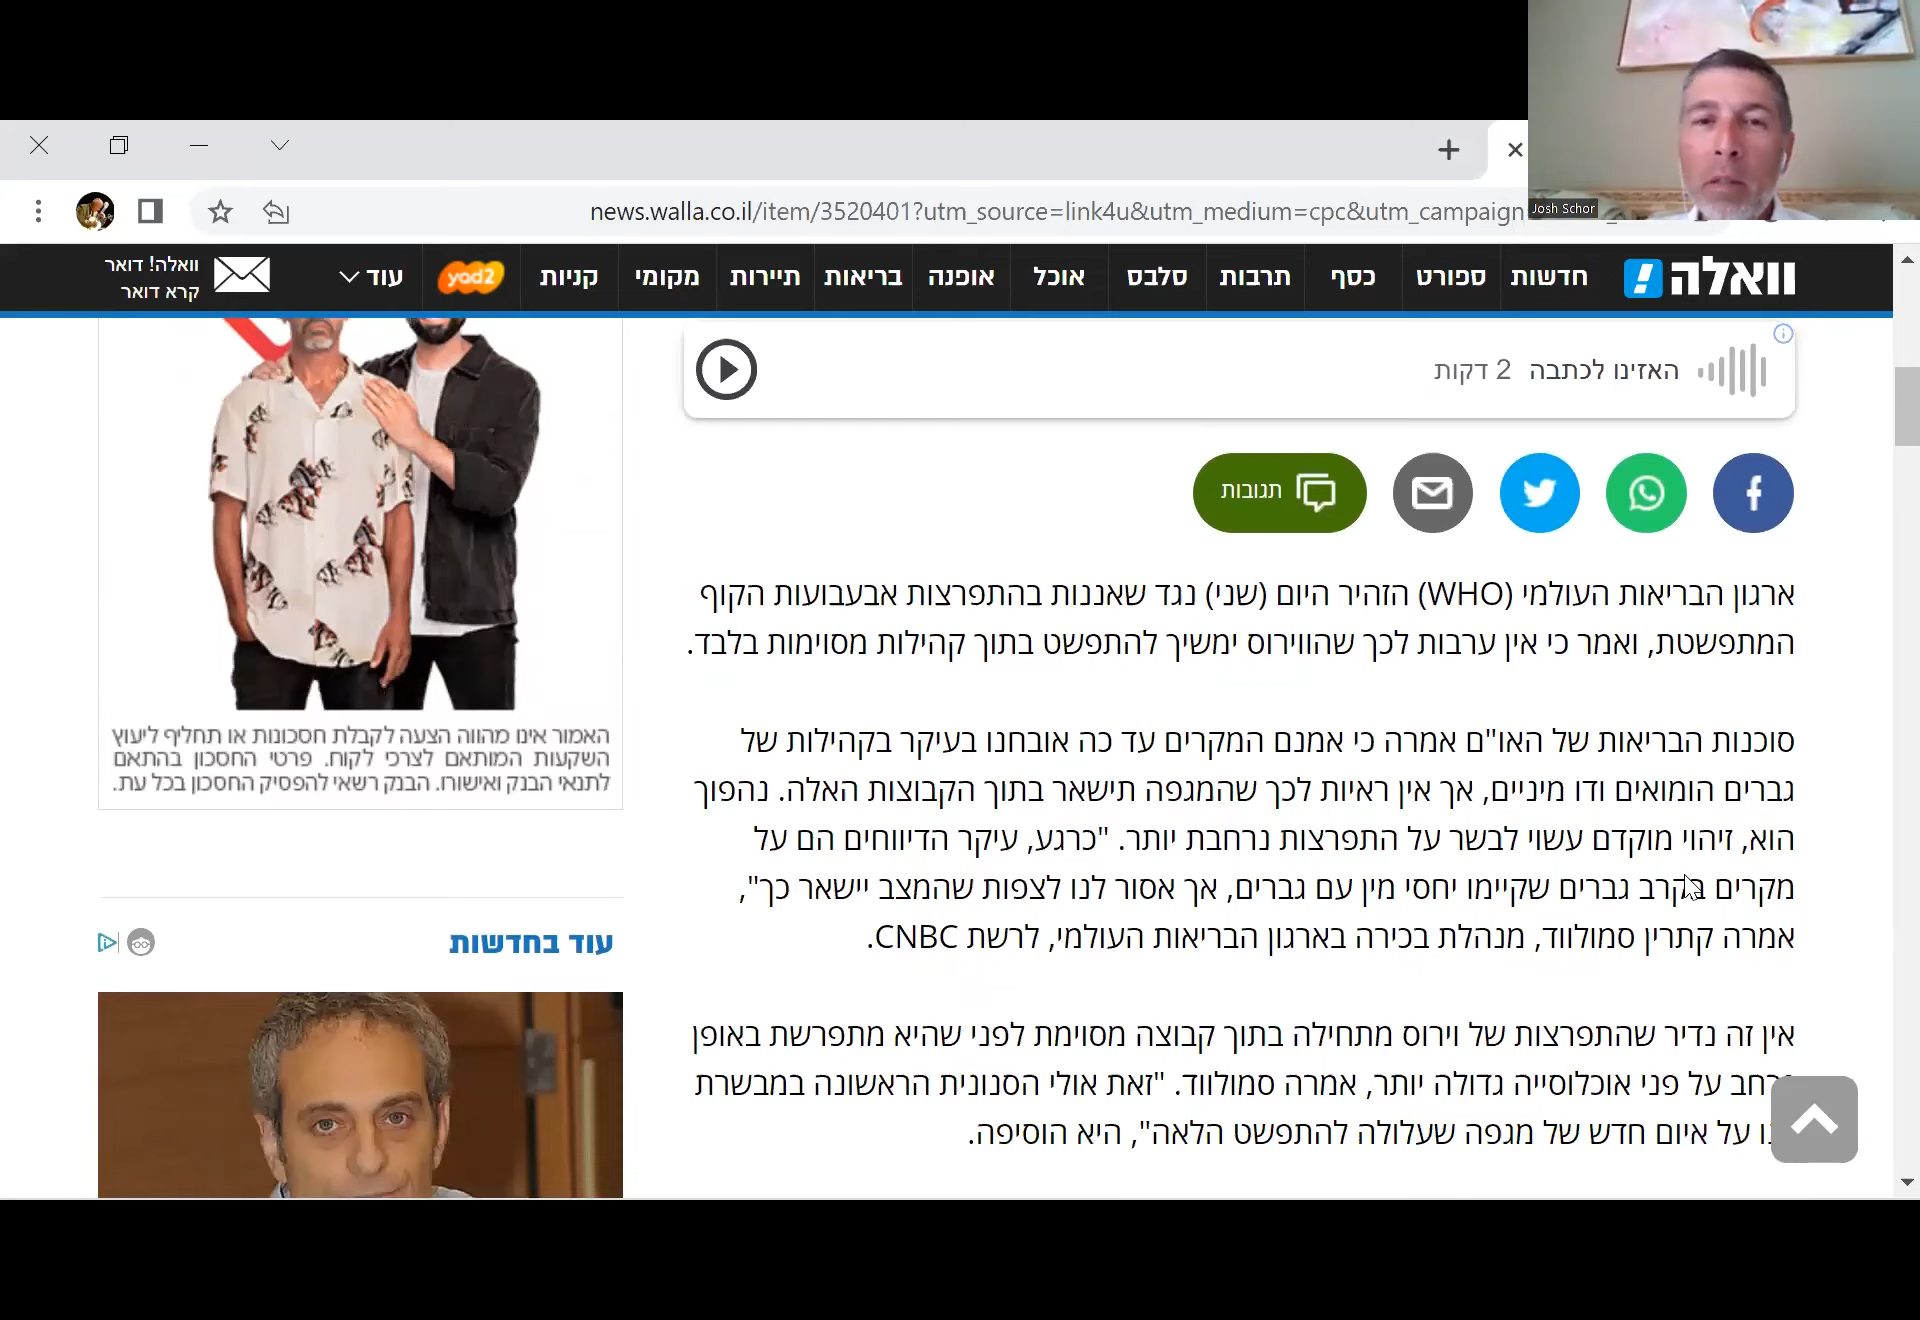 Josh Schor
news.walla.co.il/item/3520401?utm_source=link4u&utm_medium=cpc&utm_campaign
וואלה!
חדשות
ספורט
כסף
תרבות
סלבס
אוכל
אופנה
בריאות
תיירות
מקומי
קניות
yad2
עוד
וואלה! דואר
קרא דואר
האזינו לכתבה 2 דקות
תגובות
ארגון הבריאות העולמי (WHO) הזהיר היום (שני) נגד שאננות בהתפרצות אבעבועות הקוף
המתפשטת, ואמר כי אין ערבות לכך שהווירוס ימשיך להתפשט בתוך קהילות מסוימות בלבד.
סוכנות הבריאות של האו"ם אמרה כי אמנם המקרים עד כה אובחנו בעיקר בקהילות של
גברים הומואים ודו מיניים, אך אין ראיות לכך שהמגפה תישאר בתוך הקבוצות האלה. נהפוך
הוא, זיהוי מוקדם עשוי לבשר על התפרצות נרחבת יותר. "כרגע, עיקר הדיווחים הם על
מקרים בקרב גברים שקיימו יחסי מין עם גברים, אך אסור לנו לצפות שהמצב יישאר כך",
אמרה קתרין סמולווד, מנהלת בכירה בארגון הבריאות העולמי, לרשת CNBC.
אין זה נדיר שהתפרצות של וירוס מתחילה בתוך קבוצה מסוימת לפני שהיא מתפרשת באופן
על פני אוכלוסייה גדולה יותר, אמרה סמולווד. "זאת אולי הסנונית הראשונה במבשרת
על איום חדש של מגפה שעלולה להתפשט הלאה", היא הוסיפה.
האמור אינו מהווה הצעה לקבלת חסכונות או תחליף ליעוץ
השקעות המותאם לצרכי לקוח. פרטי החסכון בהתאם
לתנאי הבנק ואישורו. הבנק רשאי להפסיק החסכון בכל עת.
עוד בחדשות